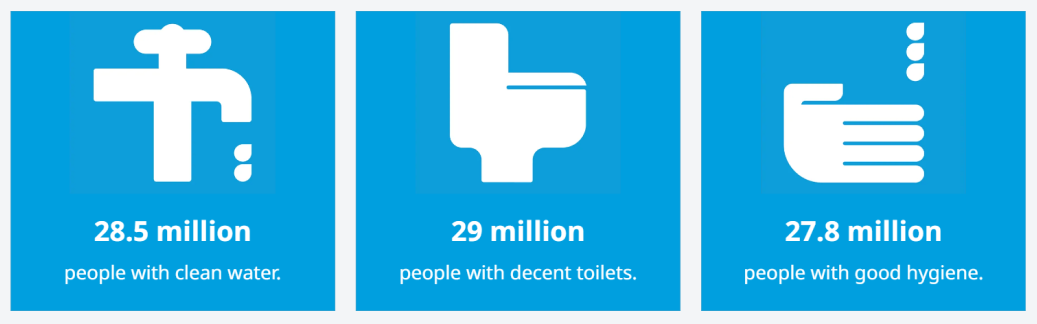 28.5 million
people with clean water.
29 million
people with decent toilets.
27.8 million
people with good hygiene.